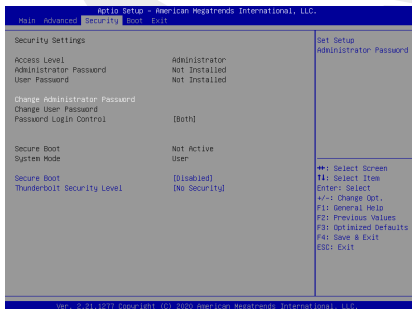 Aptio Setup - American Megatrends International, LLC.
Main Advanced Security Boot Exit
Security Settings
Access Level Administrator
Administrator Password Not Installed
User Password Not Installed
Change Administrator Password
Change User Password
Password Login Control [Both]
Secure Boot Not Active
System Mode User
Secure Boot [Disabled]
Thunderbolt Security Level [No Security]
Set Setup
Administrator Password
↔: Select Screen
↑↓: Select Item
Enter: Select
+/-: Change Opt.
F1: General Help
F2: Previous Values
F3: Optimized Defaults
F4: Save & Exit
ESC: Exit
Ver. 2.21.1277 Copyright (C) 2020 American Megatrends International, LLC.